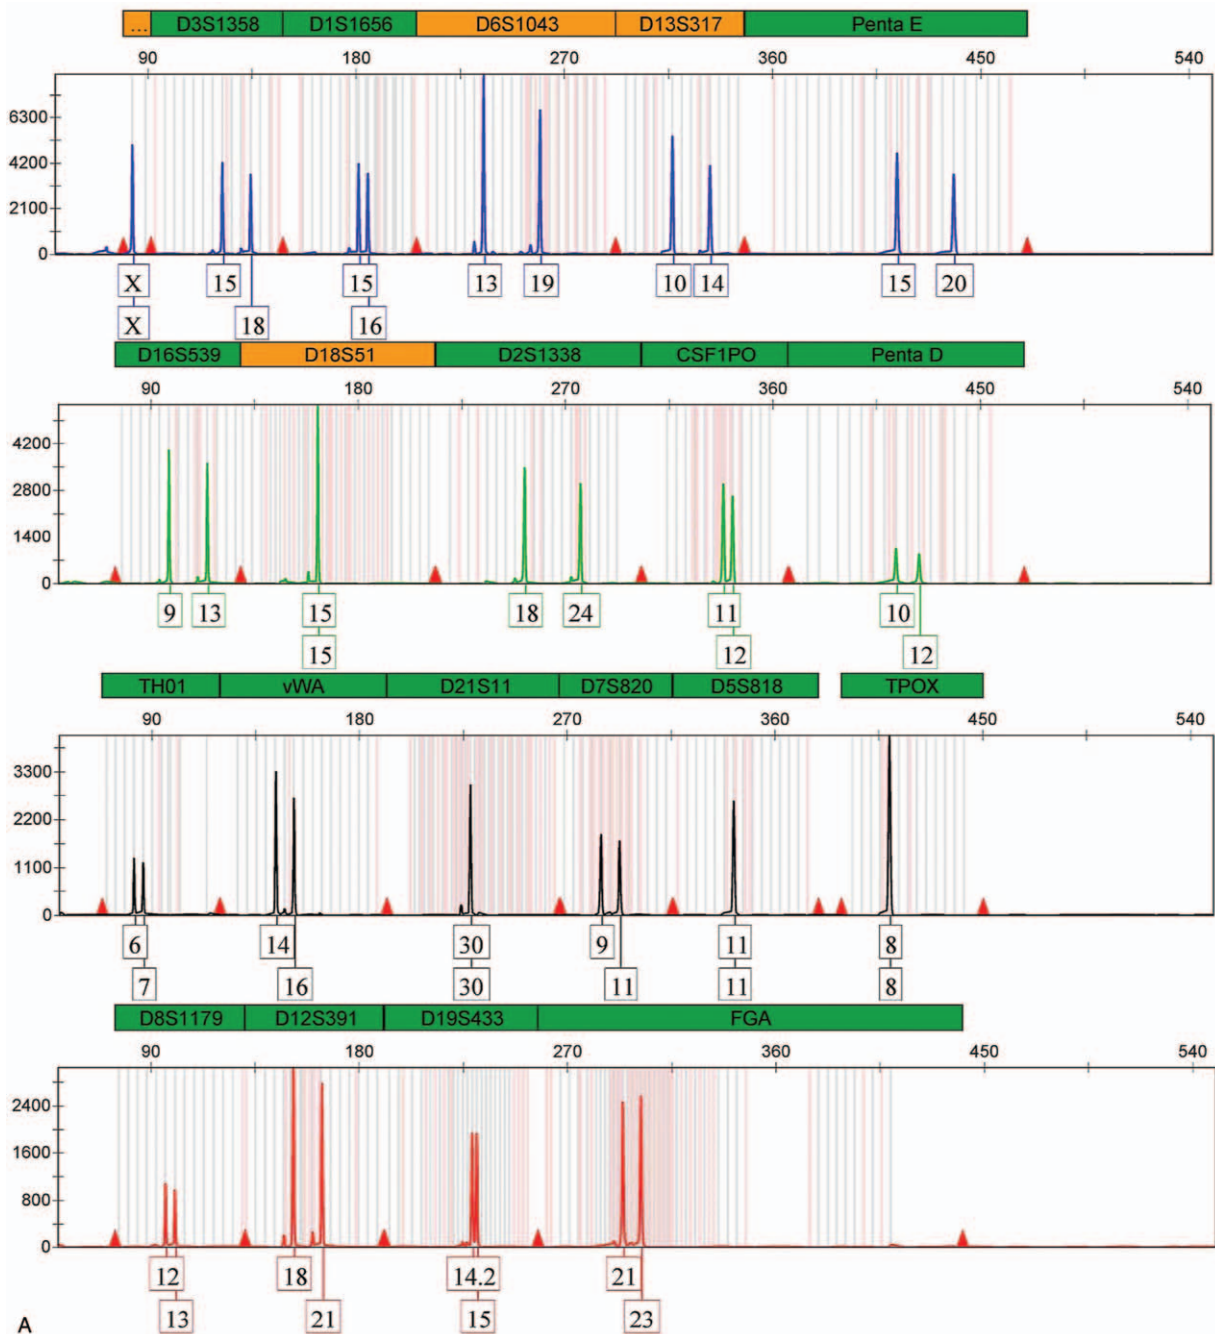 ... D3S1358 D1S1656 D6S1043 D13S317 Penta E
90 180 270 360 450 540
6300
4200
2100
0
X 15 15 13 19 10 14 15 20
X 18 16
D16S539 D18S51 D2S1338 CSF1PO Penta D
90 180 270 360 450 540
4200
2800
1400
0
9 13 15 18 24 11 10
15 12 12
TH01 vWA D21S11 D7S820 D5S818 TPOX
90 180 270 360 450 540
3300
2200
1100
0
6 14 30 9 11 8
7 16 30 11 11 8
D8S1179 D12S391 D19S433 FGA
90 180 270 360 450 540
2400
1600
800
0
12 18 14.2 21
13 21 15 23
A